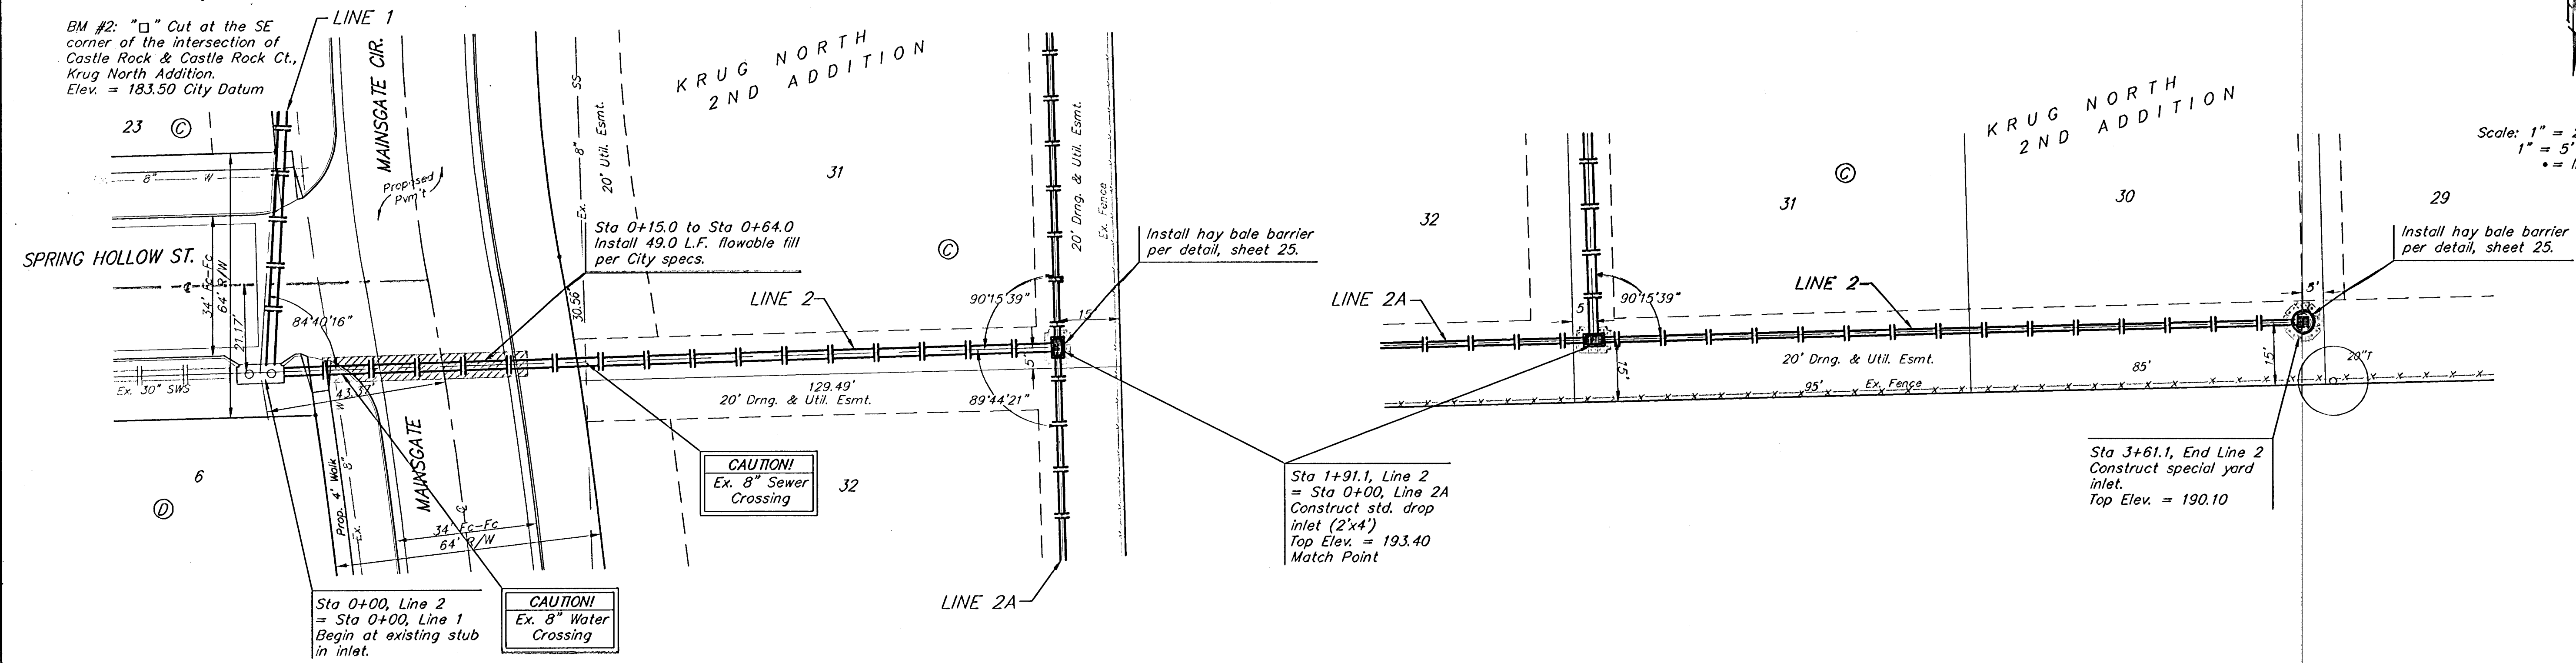 BM #2: "□" Cut at the SE
corner of the intersection of
Castle Rock & Castle Rock Ct.,
Krug North Addition.
Elev. = 183.50 City Datum
LINE 1
23
C
8" W
SPRING HOLLOW ST.
34' Fc-Fc
64' R/W
21.17'
84°40'16"
Ex. 30" SWS
6
D
MAINSGATE CIR.
Proposed
Pvm't
43.37'
Prop. 4' Walk
Ex. 8" W
MAINSGATE
34' Fc-Fc
64' R/W
Sta 0+00, Line 2
= Sta 0+00, Line 1
Begin at existing stub
in inlet.
CAUTION!
Ex. 8" Water
Crossing
Ex. 8" SS
20' Util. Esmt.
30.56'
KRUG NORTH
2ND ADDITION
31
C
Sta 0+15.0 to Sta 0+64.0
Install 49.0 L.F. flowable fill
per City specs.
LINE 2
90°15'39"
129.49'
20' Drng. & Util. Esmt.
89°44'21"
5'
15'
CAUTION!
Ex. 8" Sewer
Crossing
32
LINE 2A
20' Drng. & Util. Esmt.
Ex. Fence
Install hay bale barrier
per detail, sheet 25.
Sta 1+91.1, Line 2
= Sta 0+00, Line 2A
Construct std. drop
inlet (2'x4')
Top Elev. = 193.40
Match Point
32
LINE 2A
5
15'
31
C
90°15'39"
LINE 2
KRUG NORTH
2ND ADDITION
30
29
20' Drng. & Util. Esmt.
95'
Ex. Fence
85'
15'
5'
20"T
Install hay bale barrier
per detail, sheet 25.
Sta 3+61.1, End Line 2
Construct special yard
inlet.
Top Elev. = 190.10
Scale: 1" =
1" = 5'
• =